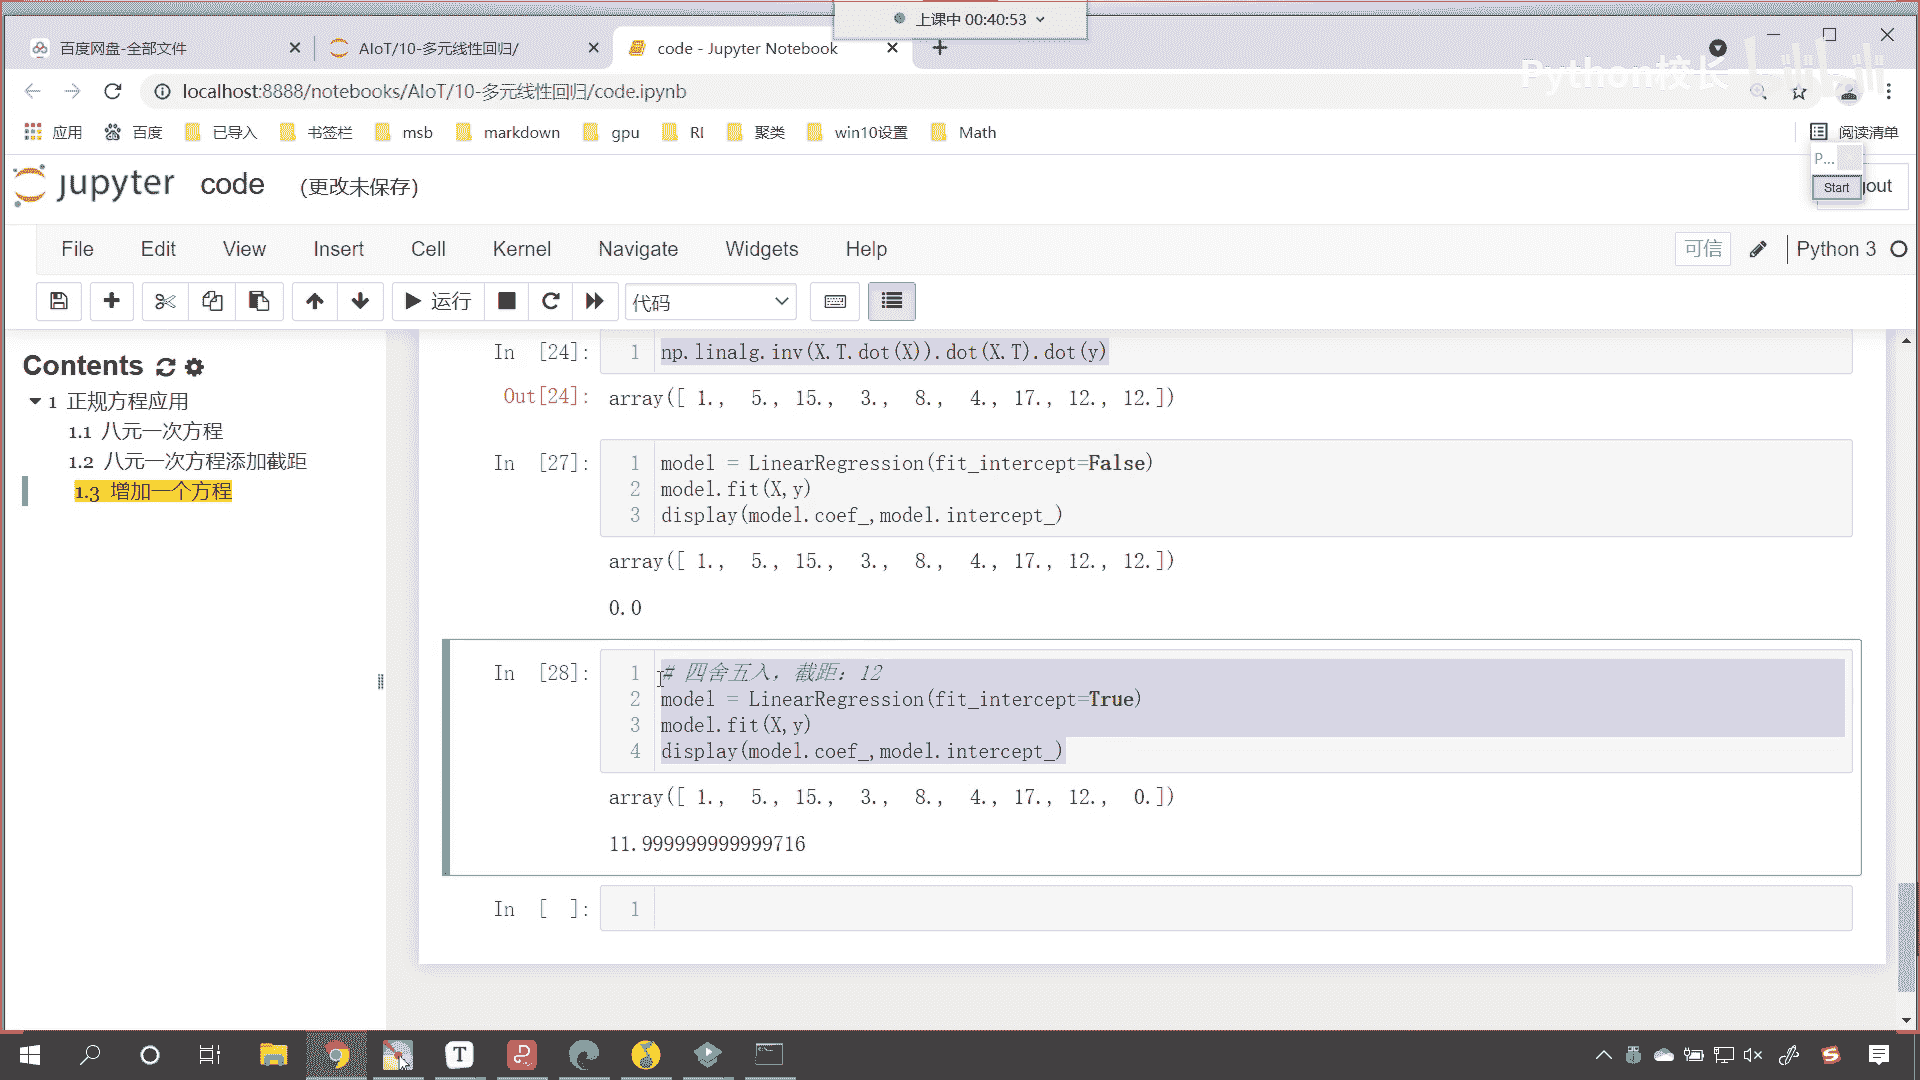 上课中 00:40:53
百度网盘-全部文件
AIoT/10-多元线性回归/
code - Jupyter Notebook
Python校长
localhost:8888/notebooks/AIoT/10-多元线性回归/code.ipynb
应用 百度 已导入 书签栏 msb markdown gpu RI 聚类 win10设置 Math 阅读清单
P...
Start
jupyter code (更改未保存) out
File Edit View Insert Cell Kernel Navigate Widgets Help 可信 Python 3
运行 代码
Contents
1 正规方程应用
1.1 八元一次方程
1.2 八元一次方程添加截距
1.3 增加一个方程
In [24]: 1 np.linalg.inv(X.T.dot(X)).dot(X.T).dot(y)
Out[24]: array([ 1., 5., 15., 3., 8., 4., 17., 12., 12.])
In [27]: 1 model = LinearRegression(fit_intercept=False)
2 model.fit(X,y)
3 display(model.coef_,model.intercept_)
array([ 1., 5., 15., 3., 8., 4., 17., 12., 12.])
0.0
In [28]: 1 # 四舍五入，截距：12
2 model = LinearRegression(fit_intercept=True)
3 model.fit(X,y)
4 display(model.coef_,model.intercept_)
array([ 1., 5., 15., 3., 8., 4., 17., 12., 0.])
11.999999999999716
In [ ]: 1